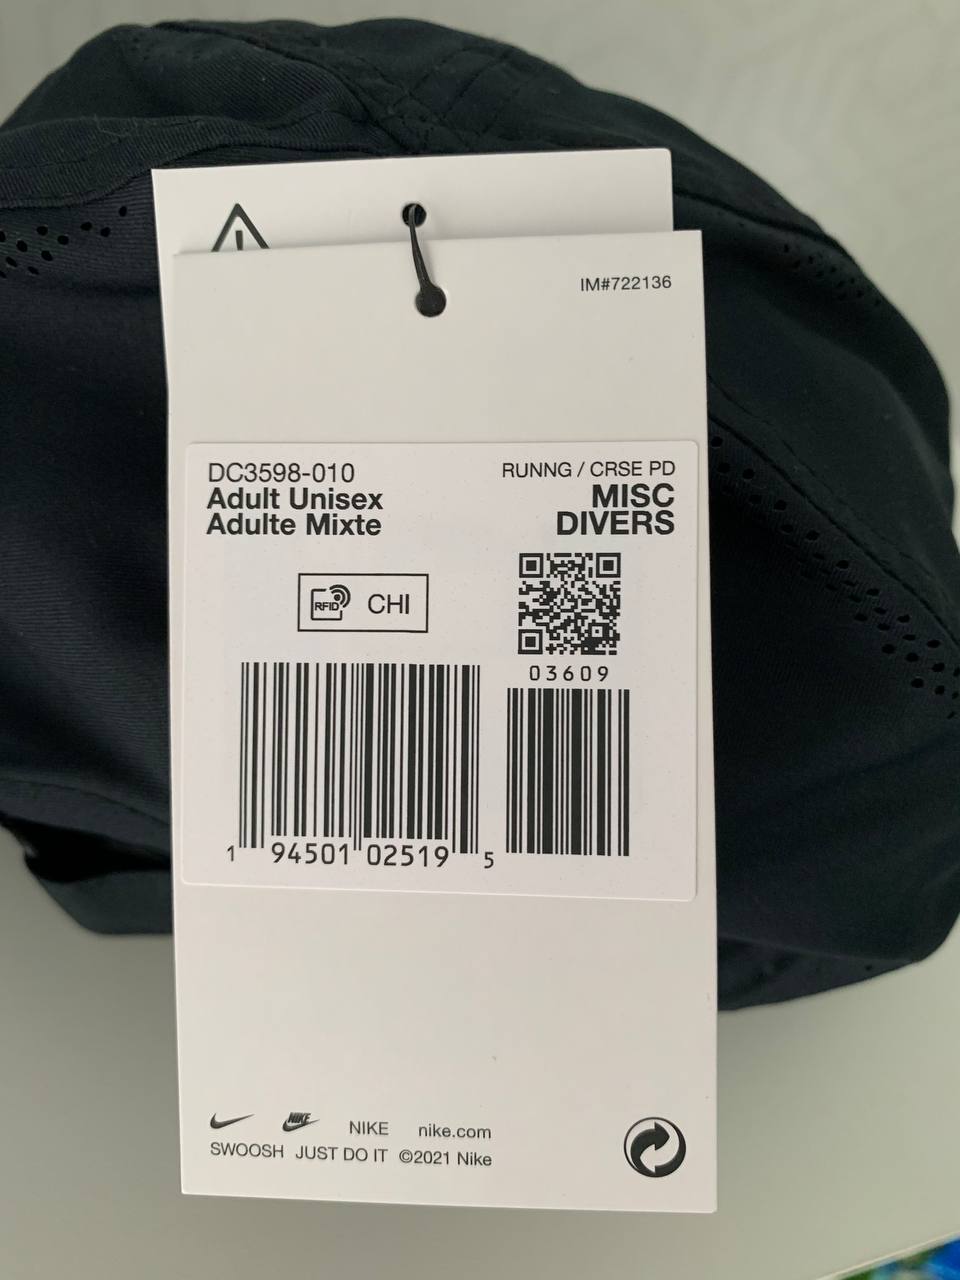 IM#722136
DC3598-010
Adult Unisex
Adulte Mixte
RUNNG / CRSE PD
MISC
DIVERS
RFID CHI
03609
1 94501 02519 5
NIKE NIKE nike.com
SWOOSH JUST DO IT ©2021 Nike